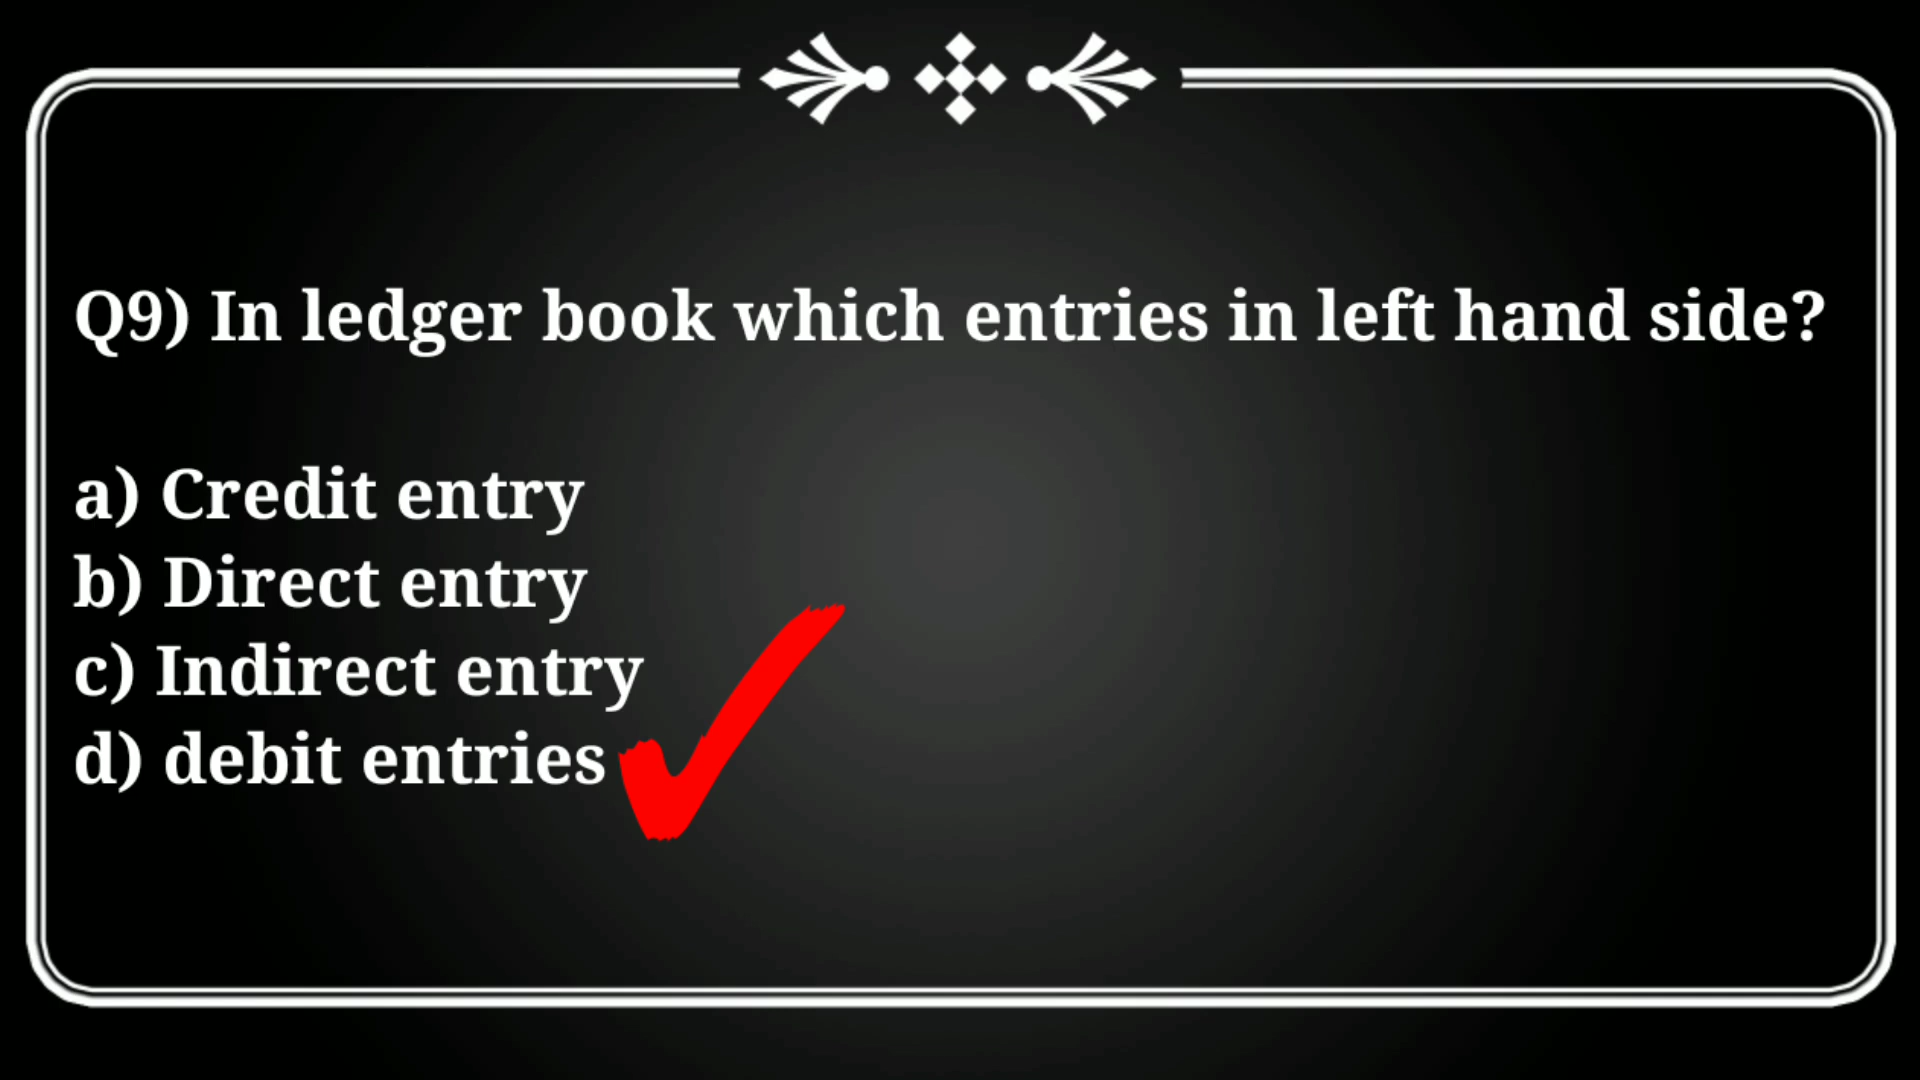 Q9) In ledger book which entries in left hand side?
a) Credit entry
b) Direct entry
c) Indirect entry
d) debit entries